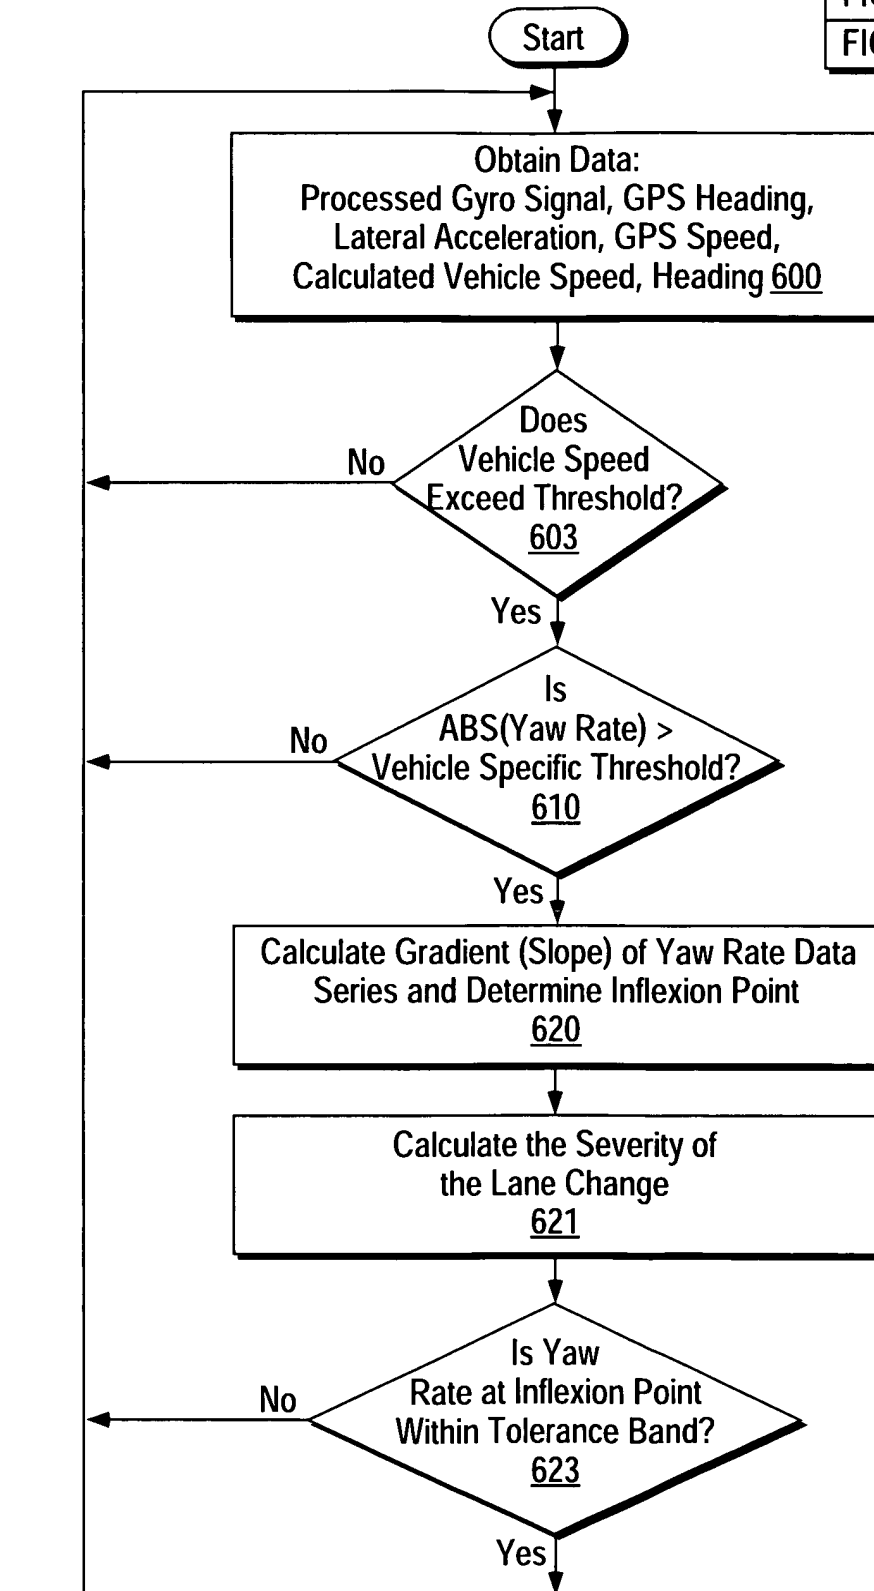 Start
FIG
Obtain Data:
Processed Gyro Signal, GPS Heading,
Lateral Acceleration, GPS Speed,
Calculated Vehicle Speed, Heading 600
Does
Vehicle Speed
Exceed Threshold?
603
No
Yes
Is
ABS(Yaw Rate) >
Vehicle Specific Threshold?
610
No
Yes
Calculate Gradient (Slope) of Yaw Rate Data
Series and Determine Inflexion Point
620
Calculate the Severity of
the Lane Change
621
Is Yaw
Rate at Inflexion Point
Within Tolerance Band?
623
No
Yes